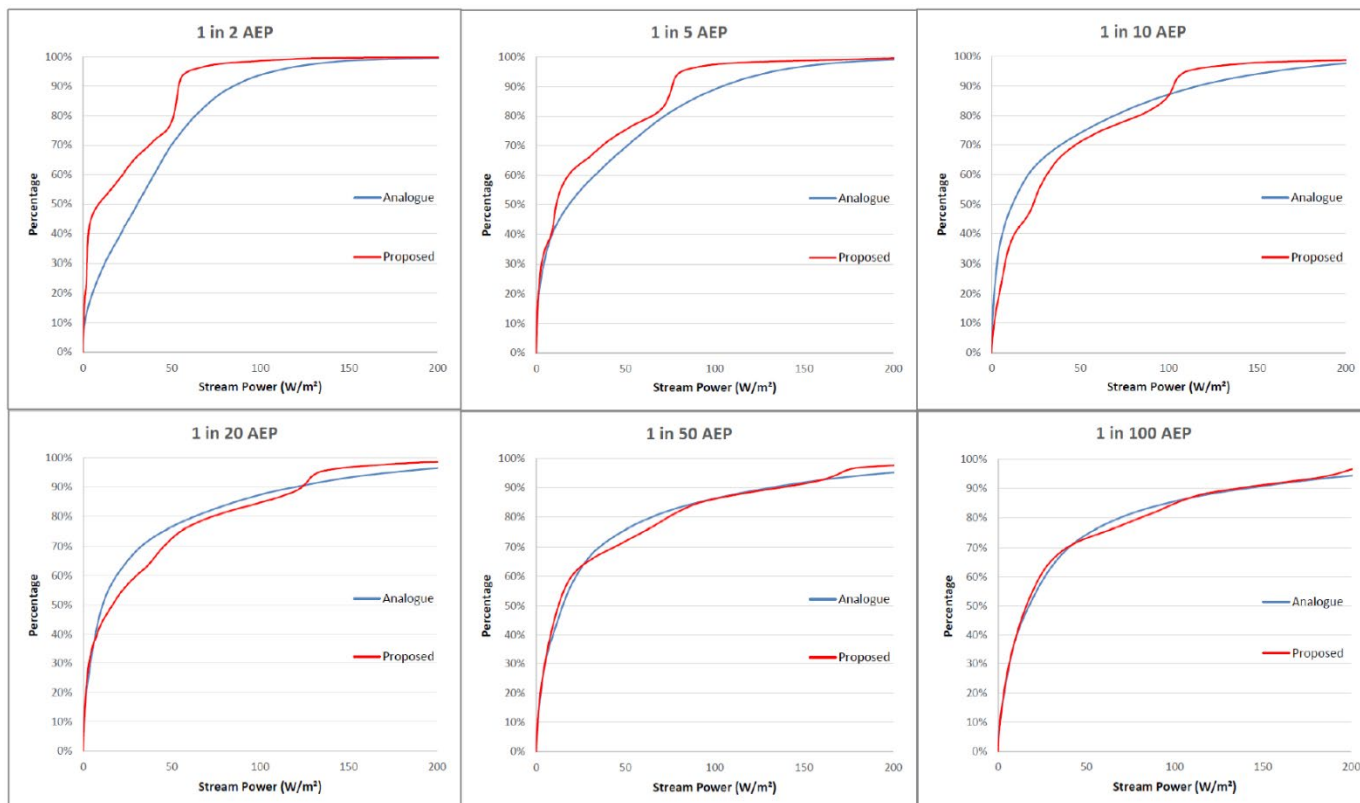 1 in 2 AEP
100%
90%
80%
70%
60%
50%
40%
30%
20%
10%
0%
Percentage
Analogue
Proposed
0 50 100 150 200
Stream Power (W/m²)
1 in 5 AEP
100%
90%
80%
70%
60%
50%
40%
30%
20%
10%
0%
Percentage
Analogue
Proposed
0 50 100 150 200
Stream Power (W/m²)
1 in 10 AEP
100%
90%
80%
70%
60%
50%
40%
30%
20%
10%
0%
Percentage
Analogue
Proposed
0 50 100 150 200
Stream Power (W/m²)
1 in 20 AEP
100%
90%
80%
70%
60%
50%
40%
30%
20%
10%
0%
Percentage
Analogue
Proposed
0 50 100 150 200
Stream Power (W/m²)
1 in 50 AEP
100%
90%
80%
70%
60%
50%
40%
30%
20%
10%
0%
Percentage
Analogue
Proposed
0 50 100 150 200
Stream Power (W/m²)
1 in 100 AEP
100%
90%
80%
70%
60%
50%
40%
30%
20%
10%
0%
Percentage
Analogue
Proposed
0 50 100 150 200
Stream Power (W/m²)